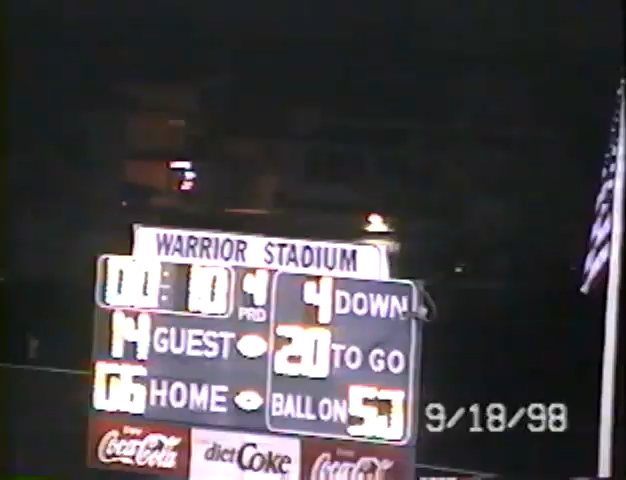 WARRIOR STADIUM
00:10 4 PRD 4 DOWN
14 GUEST 20 TO GO
06 HOME BALL ON
9/18/98
Coca-Cola diet Coke Coca-Cola